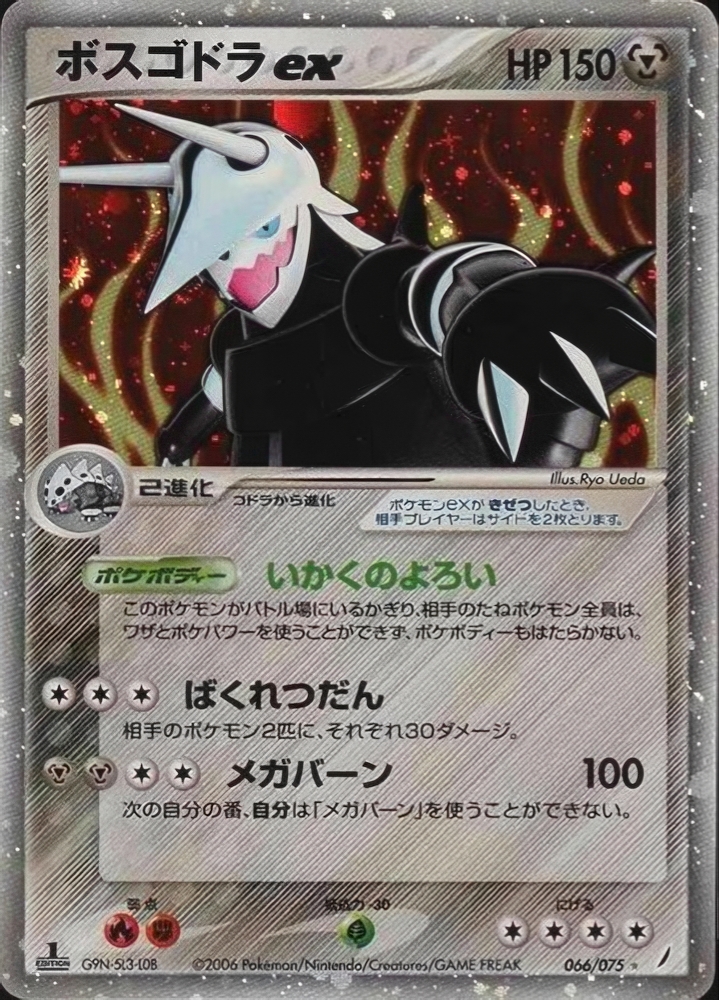 ボスゴドラex HP150
Illus.Ryo Ueda
2進化 コドラから進化
ポケモンexが きぜつしたとき、
相手プレイヤーはサイドを2枚とります。
ポケボディー いかくのよろい
このポケモンがバトル場にいるかぎり、相手のたねポケモン全員は、
ワザとポケパワーを使うことができず、ポケボディーもはたらかない。
ばくれつだん
相手のポケモン2匹に、それぞれ30ダメージ。
メガバーン 100
次の自分の番、自分は「メガバーン」を使うことができない。
弱点 抵抗力 -30 にげる
1 EDITION G9N-5L3-L0B ©2006 Pokémon/Nintendo/Creatures/GAME FREAK 066/075 ★